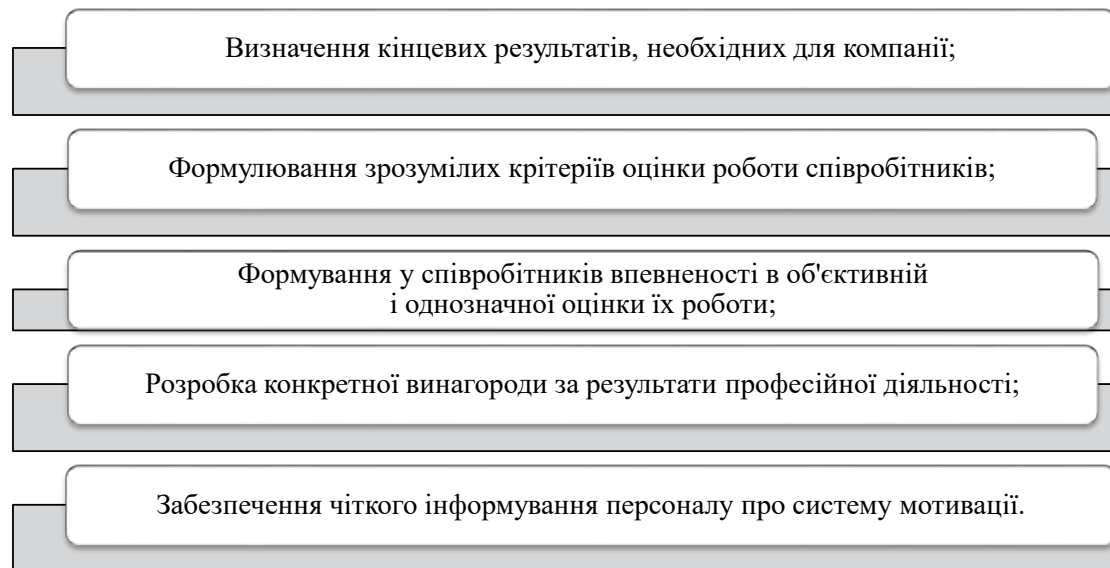 Визначення кінцевих результатів, необхідних для компанії;
Формулювання зрозумілих крітеріїв оцінки роботи співробітників;
Формування у співробітників впевненості в об'єктивній
і однозначної оцінки їх роботи;
Розробка конкретної винагороди за результати професійної діяльності;
Забезпечення чіткого інформування персоналу про систему мотивації.